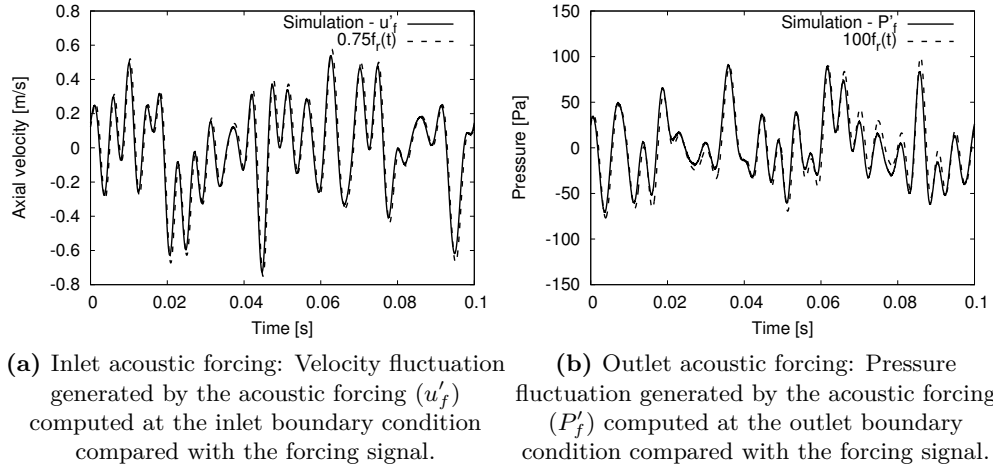 Simulation - u'f
0.75fr(t)
0.8
0.6
0.4
0.2
0
-0.2
-0.4
-0.6
-0.8
Axial velocity [m/s]
0 0.02 0.04 0.06 0.08 0.1
Time [s]
Simulation - P'f
100fr(t)
150
100
50
0
-50
-100
-150
Pressure [Pa]
0 0.02 0.04 0.06 0.08 0.1
Time [s]
(a) Inlet acoustic forcing: Velocity fluctuation
generated by the acoustic forcing (u'f)
computed at the inlet boundary condition
compared with the forcing signal.
(b) Outlet acoustic forcing: Pressure
fluctuation generated by the acoustic forcing
(P'f) computed at the outlet boundary
condition compared with the forcing signal.